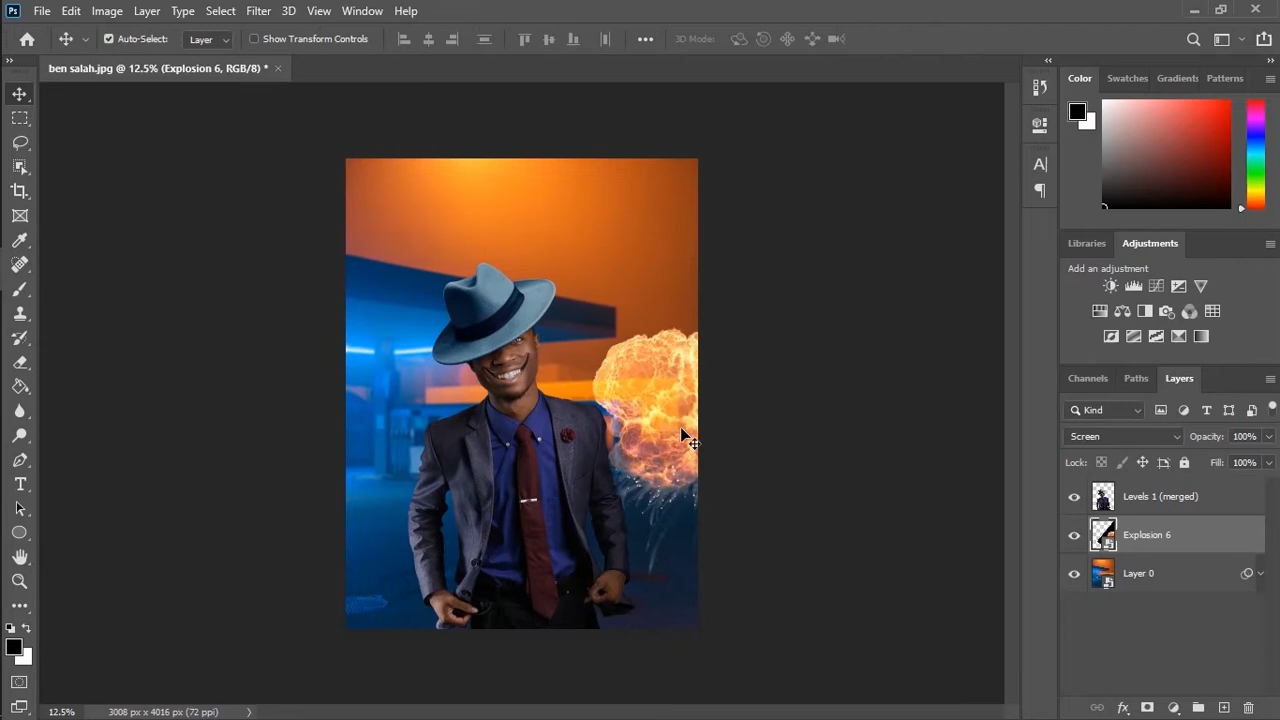 Ps File Edit Image Layer Type Select Filter 3D View Window Help
Auto-Select: Layer Show Transform Controls 3D Mode:
ben salah.jpg @ 12.5% (Explosion 6, RGB/8) *
Color Swatches Gradients Patterns
Libraries Adjustments
Add an adjustment
Channels Paths Layers
Kind
Screen Opacity: 100%
Lock: Fill: 100%
Levels 1 (merged)
Explosion 6
Layer 0
12.5% 3008 px x 4016 px (72 ppi)